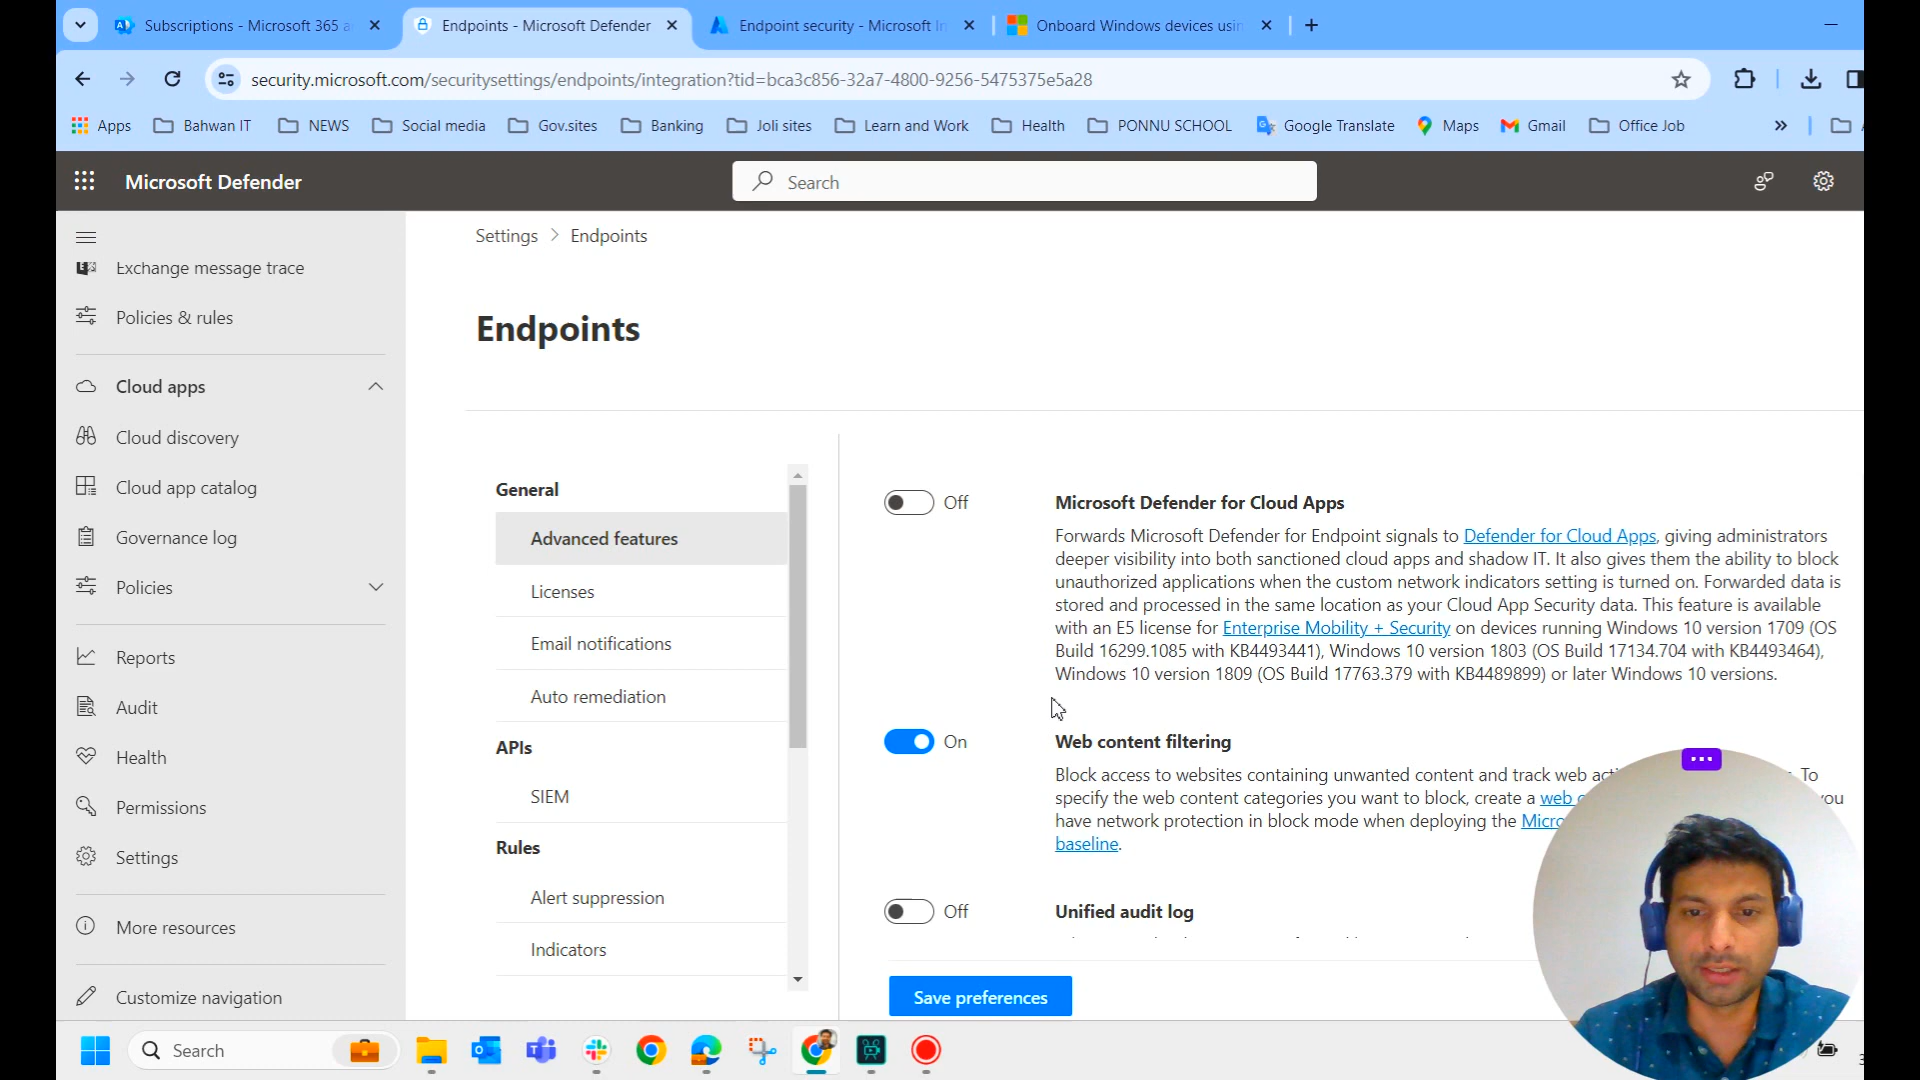 Subscriptions - Microsoft 365 a
Endpoints - Microsoft Defender
Endpoint security - Microsoft In
Onboard Windows devices usin
security.microsoft.com/securitysettings/endpoints/integration?tid=bca3c856-32a7-4800-9256-5475375e5a28
Apps
Bahwan IT
NEWS
Social media
Gov.sites
Banking
Joli sites
Learn and Work
Health
PONNU SCHOOL
Google Translate
Maps
Gmail
Office Job
Microsoft Defender
Search
Exchange message trace
Policies & rules
Cloud apps
Cloud discovery
Cloud app catalog
Governance log
Policies
Reports
Audit
Health
Permissions
Settings
More resources
Customize navigation
Settings > Endpoints
Endpoints
General
Advanced features
Licenses
Email notifications
Auto remediation
APIs
SIEM
Rules
Alert suppression
Indicators
Off
Microsoft Defender for Cloud Apps
Forwards Microsoft Defender for Endpoint signals to Defender for Cloud Apps, giving administrators
deeper visibility into both sanctioned cloud apps and shadow IT. It also gives them the ability to block
unauthorized applications when the custom network indicators setting is turned on. Forwarded data is
stored and processed in the same location as your Cloud App Security data. This feature is available
with an E5 license for Enterprise Mobility + Security on devices running Windows 10 version 1709 (OS
Build 16299.1085 with KB4493441), Windows 10 version 1803 (OS Build 17134.704 with KB4493464),
Windows 10 version 1809 (OS Build 17763.379 with KB4489899) or later Windows 10 versions.
On
Web content filtering
Block access to websites containing unwanted content and track web To
specify the web content categories you want to block, create a web you
have network protection in block mode when deploying the
baseline.
Off
Unified audit log
Save preferences
Search